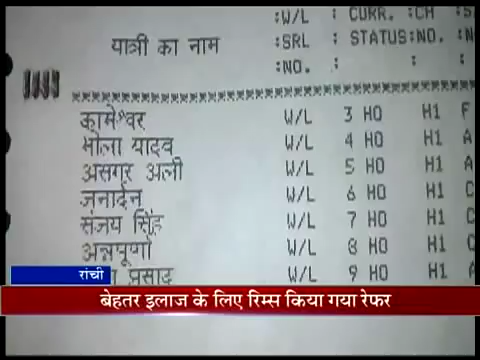 :W/L : CURR. :CH :S
यात्री का नाम :SRL STATUS:NO. :N
:NO. : : :
कामेश्वर W/L 3 HO H1 F
भोला यादव W/L 4 HO H1 A
असगर अली W/L 5 HO H1 A
जनार्दन W/L 6 HO H1 C
संजय सिंह W/L 7 HO H1 C
अन्नपूर्णा W/L 8 HO H1 C
प्रसाद W/L 9 HO H1 A
रांची
बेहतर इलाज के लिए रिम्स किया गया रेफर